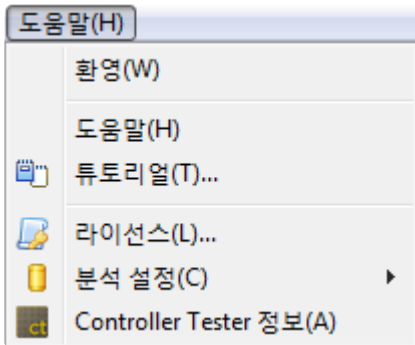 도움말(H)
환영(W)
도움말(H)
튜토리얼(T)...
라이선스(L)...
분석 설정(C)
ct Controller Tester 정보(A)